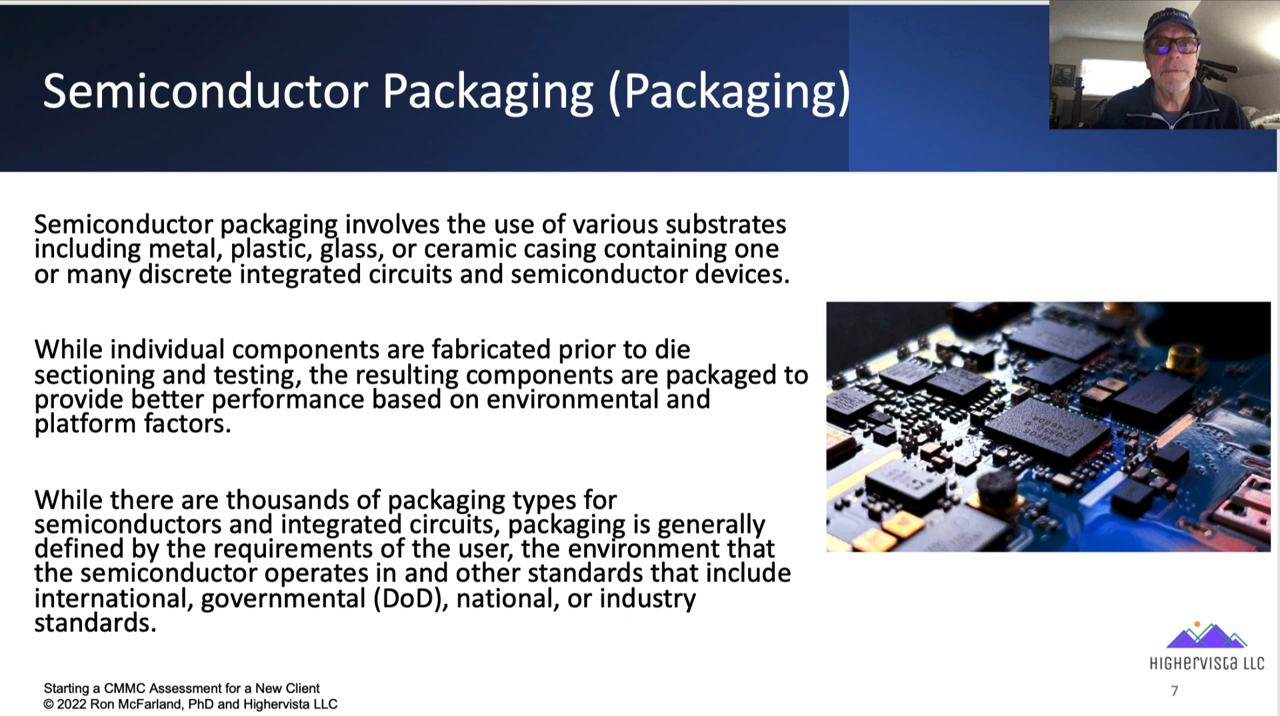 Semiconductor Packaging (Packaging)
Semiconductor packaging involves the use of various substrates
including metal, plastic, glass, or ceramic casing containing one
or many discrete integrated circuits and semiconductor devices.
While individual components are fabricated prior to die
sectioning and testing, the resulting components are packaged to
provide better performance based on environmental and
platform factors.
While there are thousands of packaging types for
semiconductors and integrated circuits, packaging is generally
defined by the requirements of the user, the environment that
the semiconductor operates in and other standards that include
international, governmental (DoD), national, or industry
standards.
HIGHERVISTA LLC
Starting a CMMC Assessment for a New Client
© 2022 Ron McFarland, PhD and Highervista LLC
7